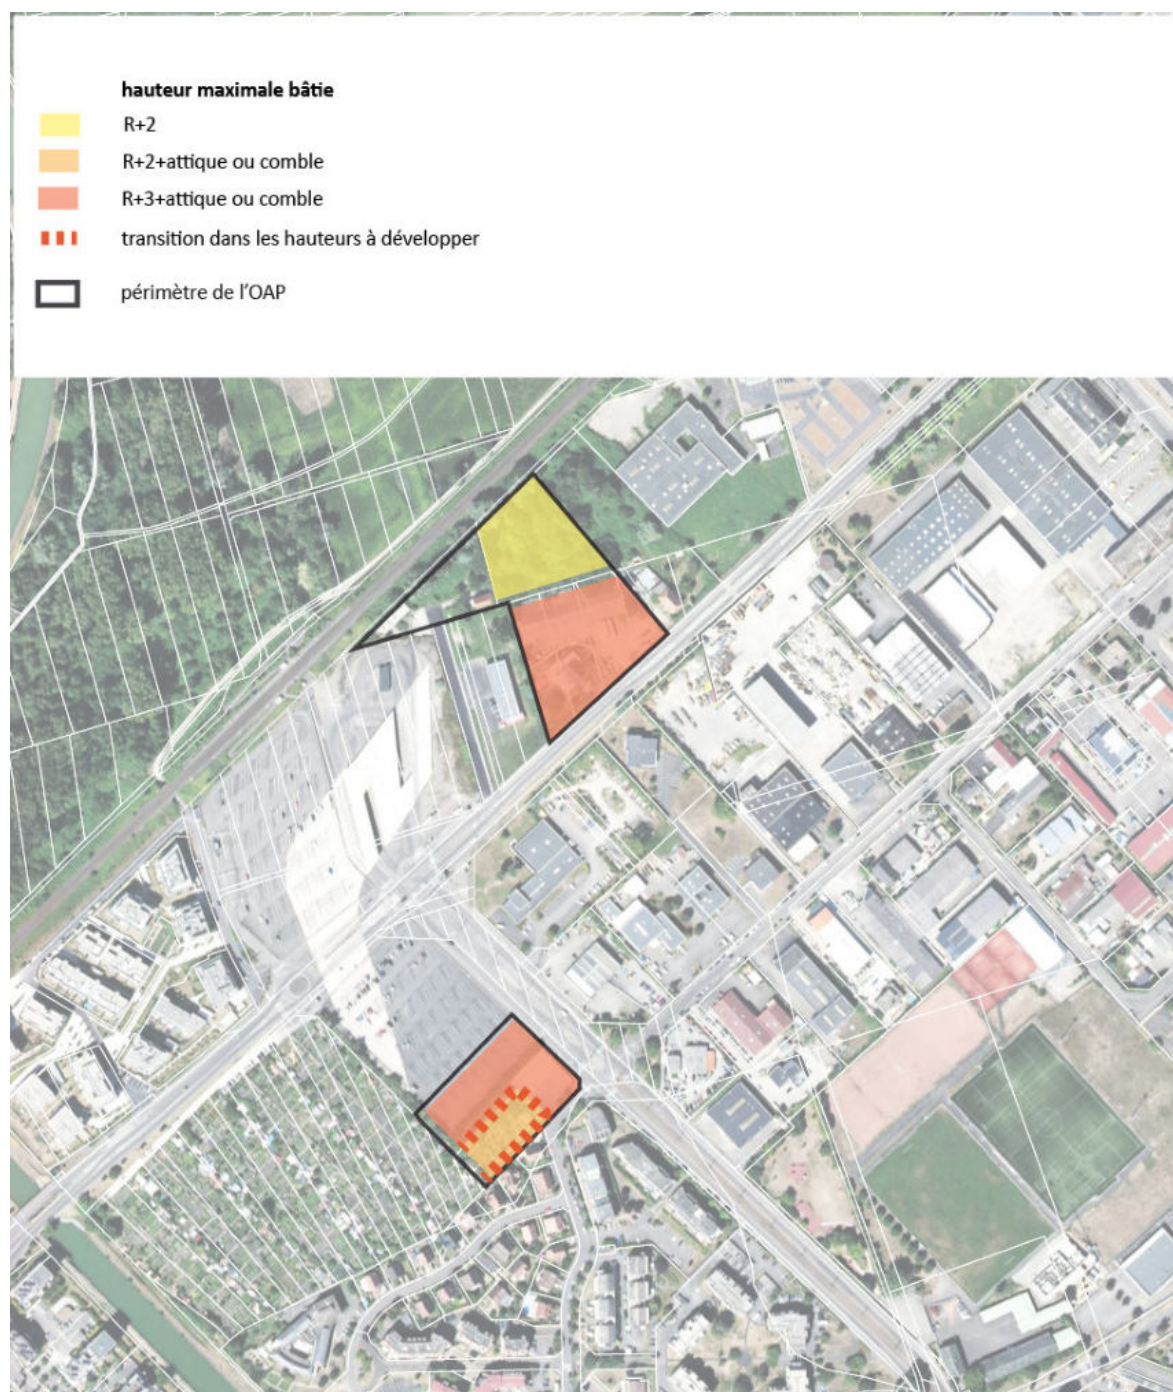 hauteur maximale bâtie
R+2
R+2+attique ou comble
R+3+attique ou comble
transition dans les hauteurs à développer
périmètre de l'OAP